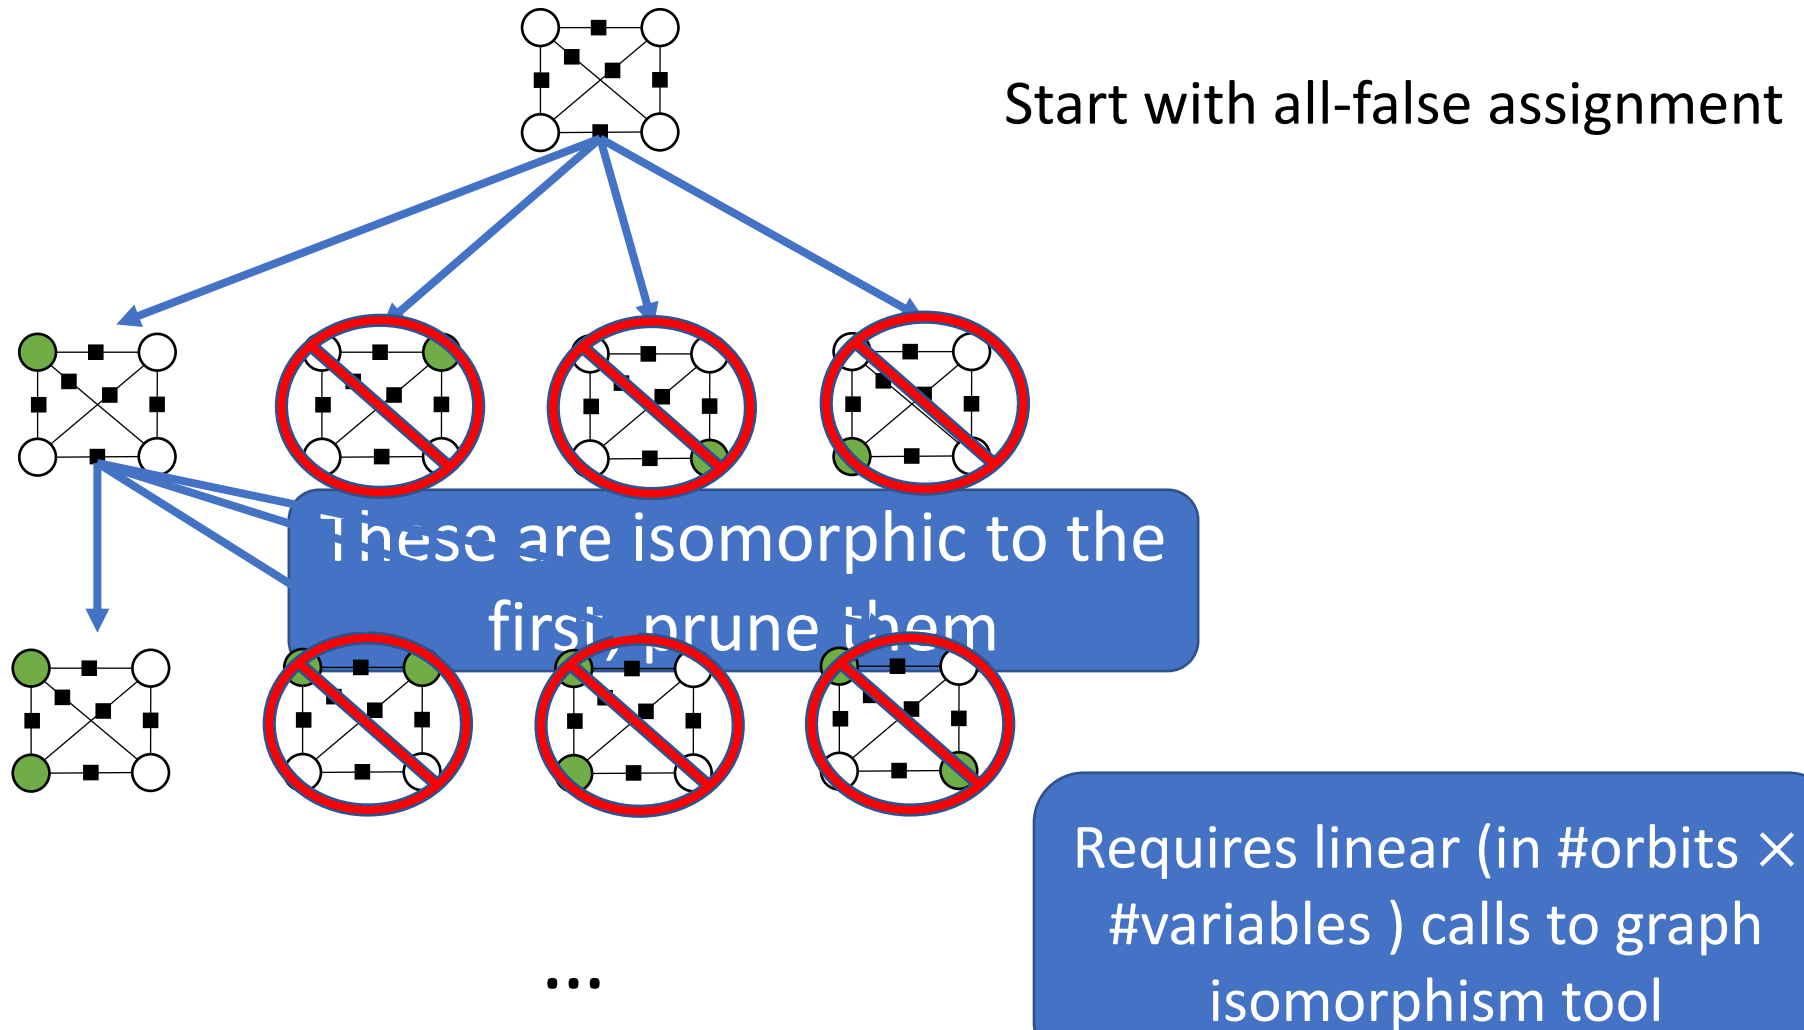 Start with all-false assignment
These are isomorphic to the
first, prune them
Requires linear (in #orbits ×
#variables ) calls to graph
isomorphism tool
...